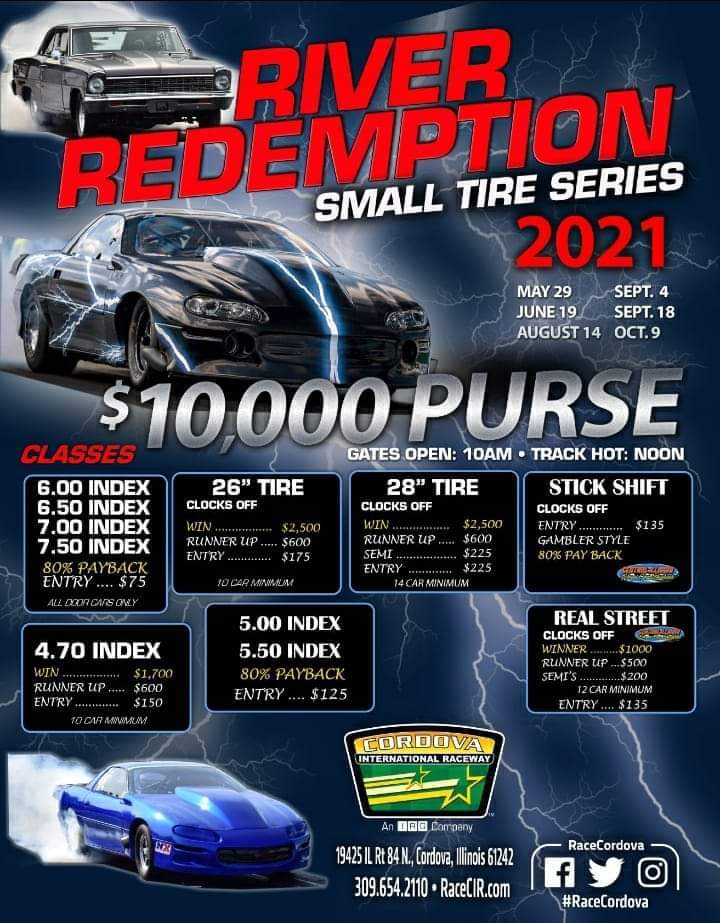 RIVER
REDEMPTION
SMALL TIRE SERIES
2021
MAY 29 SEPT. 4
JUNE 19 SEPT. 18
AUGUST 14 OCT. 9
$10,000 PURSE
CLASSES
GATES OPEN: 10AM • TRACK HOT: NOON
6.00 INDEX
6.50 INDEX
7.00 INDEX
7.50 INDEX
80% PAYBACK
ENTRY .... $75
ALL DOOR CARS ONLY
26” TIRE
CLOCKS OFF
WIN ................. $2,500
RUNNER UP ..... $600
ENTRY ............. $175
10 CAR MINIMUM
28” TIRE
CLOCKS OFF
WIN ................. $2,500
RUNNER UP ..... $600
SEMI ................ $225
ENTRY ............. $225
14 CAR MINIMUM
STICK SHIFT
CLOCKS OFF
ENTRY ............. $135
GAMBLER STYLE
80% PAY BACK
4.70 INDEX
WIN ................. $1,700
RUNNER UP ..... $600
ENTRY ............. $150
10 CAR MINIMUM
5.00 INDEX
5.50 INDEX
80% PAYBACK
ENTRY .... $125
REAL STREET
CLOCKS OFF
WINNER .........$1000
RUNNER UP ...$500
SEMI'S .............$200
12 CAR MINIMUM
ENTRY .... $135
CORDOVA
INTERNATIONAL RACEWAY
An IRG Company
19425 IL Rt 84 N., Cordova, Illinois 61242
309.654.2110 • RaceCIR.com
RaceCordova
#RaceCordova